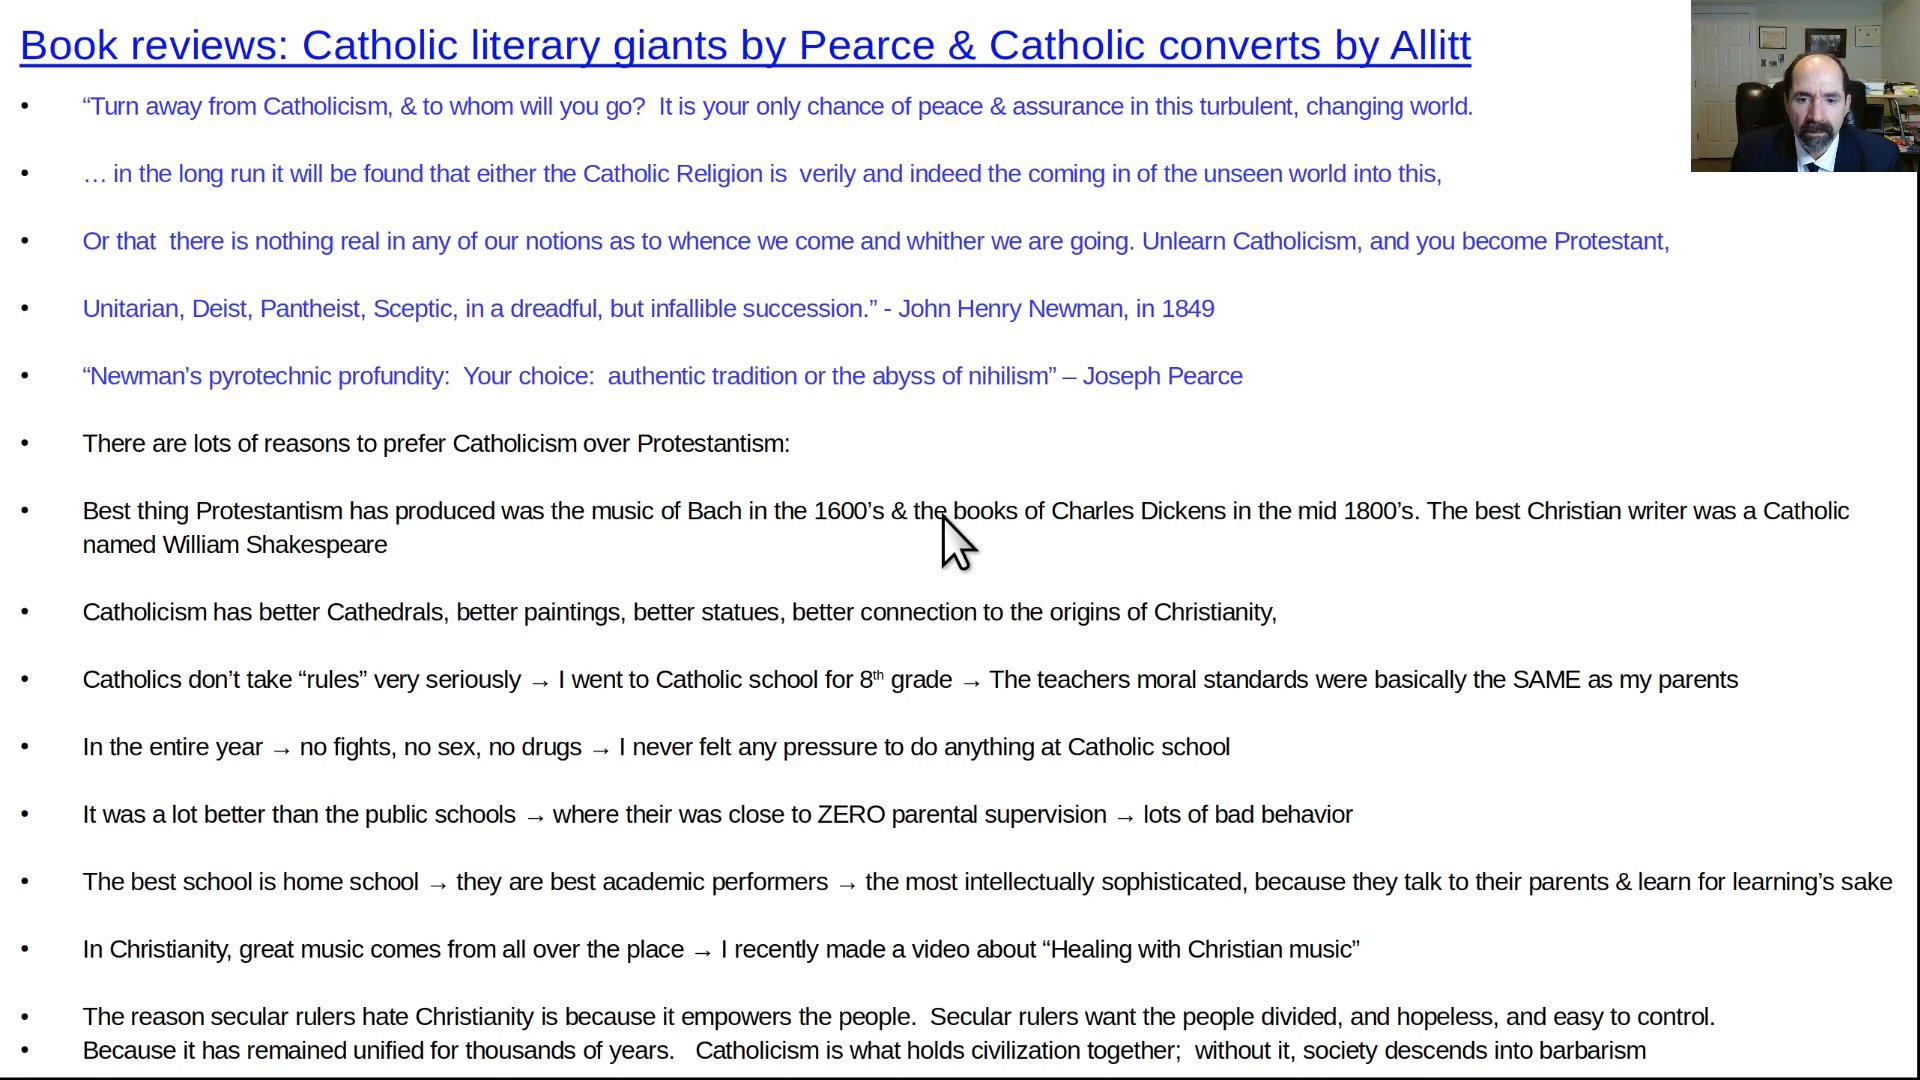 Book reviews: Catholic literary giants by Pearce & Catholic converts by Allitt
• “Turn away from Catholicism, & to whom will you go?  It is your only chance of peace & assurance in this turbulent, changing world.
• … in the long run it will be found that either the Catholic Religion is  verily and indeed the coming in of the unseen world into this,
• Or that  there is nothing real in any of our notions as to whence we come and whither we are going. Unlearn Catholicism, and you become Protestant,
• Unitarian, Deist, Pantheist, Sceptic, in a dreadful, but infallible succession.” - John Henry Newman, in 1849
• “Newman’s pyrotechnic profundity:  Your choice:  authentic tradition or the abyss of nihilism” – Joseph Pearce
• There are lots of reasons to prefer Catholicism over Protestantism:
• Best thing Protestantism has produced was the music of Bach in the 1600’s & the books of Charles Dickens in the mid 1800’s. The best Christian writer was a Catholic
named William Shakespeare
• Catholicism has better Cathedrals, better paintings, better statues, better connection to the origins of Christianity,
• Catholics don’t take “rules” very seriously → I went to Catholic school for 8th grade → The teachers moral standards were basically the SAME as my parents
• In the entire year → no fights, no sex, no drugs → I never felt any pressure to do anything at Catholic school
• It was a lot better than the public schools → where their was close to ZERO parental supervision → lots of bad behavior
• The best school is home school → they are best academic performers → the most intellectually sophisticated, because they talk to their parents & learn for learning’s sake
• In Christianity, great music comes from all over the place → I recently made a video about “Healing with Christian music”
• The reason secular rulers hate Christianity is because it empowers the people.  Secular rulers want the people divided, and hopeless, and easy to control.
• Because it has remained unified for thousands of years.   Catholicism is what holds civilization together;  without it, society descends into barbarism